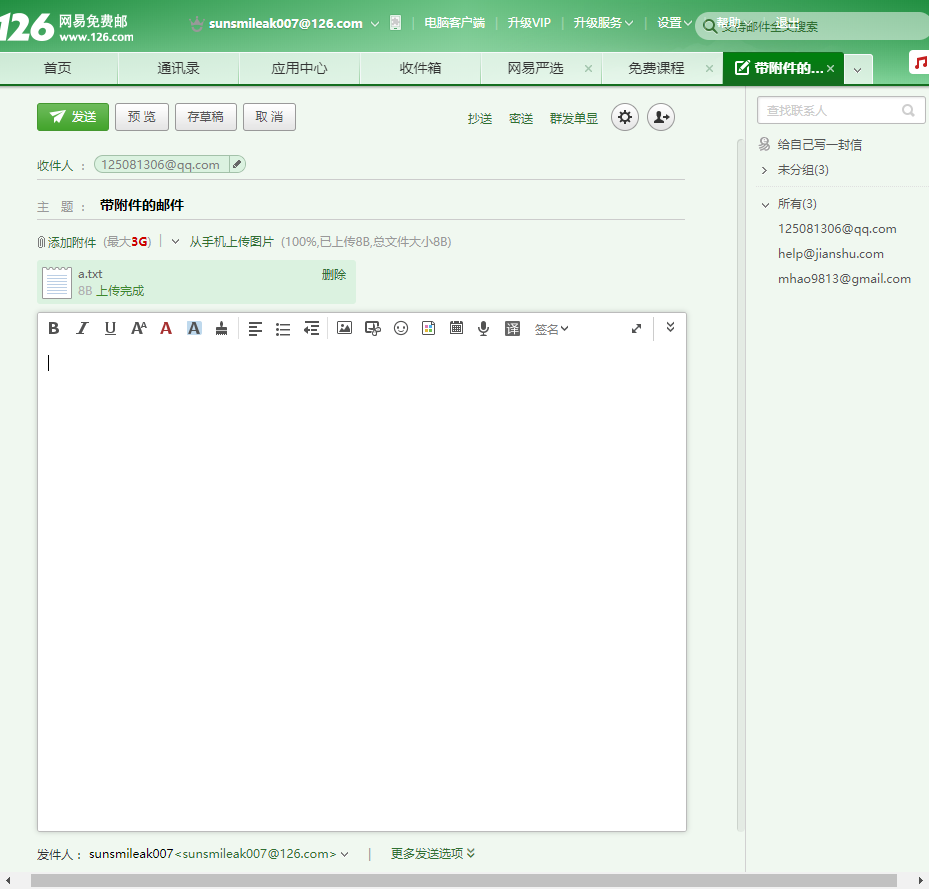 126 网易免费邮
www.126.com
sunsmileak007@126.com 电脑客户端 升级VIP 升级服务 设置 帮助 退出
支持邮件全文搜索
首页 通讯录 应用中心 收件箱 网易严选 × 免费课程 × 带附件的... ×
发送 预 览 存草稿 取 消 抄送 密送 群发单显
收件人 ： 125081306@qq.com
主 题 ： 带附件的邮件
添加附件 (最大3G) | 从手机上传图片 (100%,已上传8B,总文件大小8B)
a.txt 删除
8B 上传完成
B I U AA A A 译 签名
发件人： sunsmileak007<sunsmileak007@126.com> | 更多发送选项
查找联系人
给自己写一封信
未分组(3)
所有(3)
125081306@qq.com
help@jianshu.com
mhao9813@gmail.com